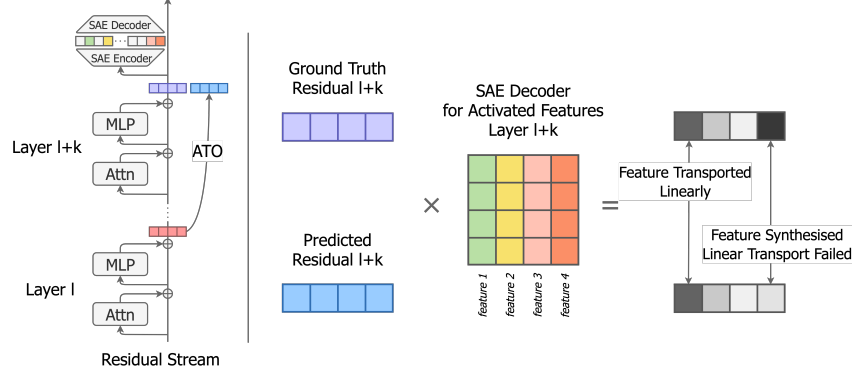 SAE Decoder
SAE Encoder
MLP
Layer l+k
Attn
ATO
MLP
Layer l
Attn
Residual Stream
Ground Truth
Residual l+k
Predicted
Residual l+k
×
SAE Decoder
for Activated Features
Layer l+k
feature 1
feature 2
feature 3
feature 4
=
Feature Transported
Linearly
Feature Synthesised
Linear Transport Failed